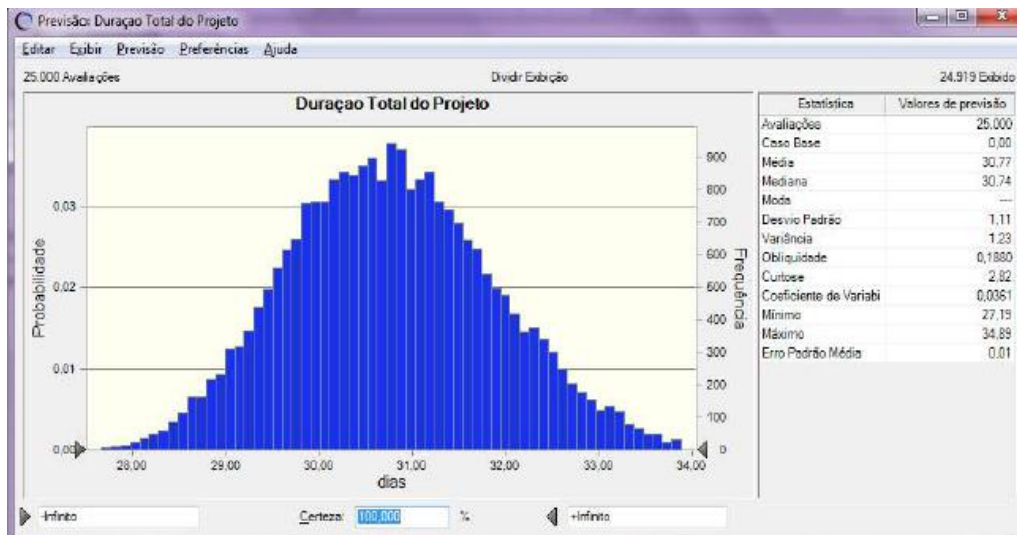 Previsão: Duraçao Total do Projeto
Editar Exibir Previsão Preferências Ajuda
25.000 Avaliações Dividir Exibição 24.919 Exibido
Duraçao Total do Projeto
Probabilidade
0,03
0,02
0,01
0,00
900
800
700
600
500
400
300
200
100
0
Frequência
28,00 29,00 30,00 31,00 32,00 33,00 34,00
dias
Estatística Valores de previsão
Avaliações 25.000
Caso Base 0,00
Média 30,77
Mediana 30,74
Moda ---
Desvio Padrão 1,11
Variância 1,23
Obliquidade 0,1880
Curtose 2,82
Coeficiente de Variabi 0,0361
Mínimo 27,19
Máximo 34,89
Erro Padrão Média 0,01
-Infinito Certeza: 100,000 % +Infinito